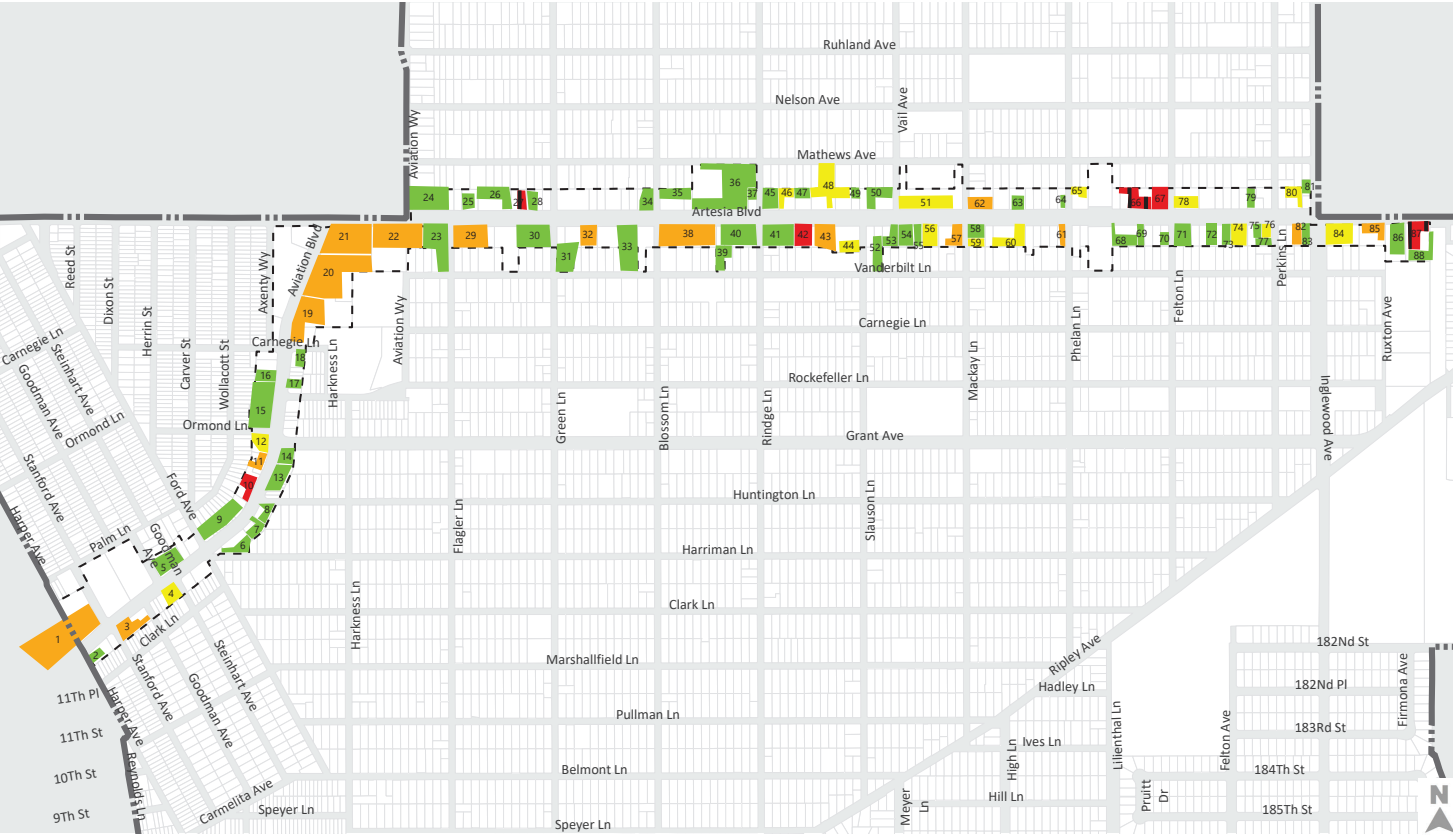 Ruhland Ave
Nelson Ave
Vail Ave
Aviation Wy
Mathews Ave
24
25
26
28
34
35
36
37
45
46
47
48
49
50
51
62
63
64
65
66
67
69
78
79
80
81
Artesia Blvd
21
22
23
29
30
31
32
33
38
39
40
41
42
43
44
52
53
54
55
56
57
58
59
60
61
68
70
71
72
73
74
75
76
77
82
83
84
85
86
87
88
Vanderbilt Ln
Perkins Ln
Aviation Blvd
Axenty Wy
Reed St
Dixon St
Herrin St
Carver St
Wollacott St
20
19
Carnegie Ln
Carnegie Ln
Carnegie Ln
Harkness Ln
Aviation Wy
Steinhart Ave
Goodman Ave
Ormond Ln
Ormond Ln
18
17
16
15
12
11
10
14
13
9
8
7
6
5
4
3
2
1
Rockefeller Ln
Mackay Ln
Phelan Ln
Felton Ln
Ruxton Ave
Inglewood Ave
Green Ln
Blossom Ln
Ridge Ln
Grant Ave
Stanford Ave
Ford Ave
Harper Ave
Palm Ln
Goodman Ave
Huntington Ln
Slauson Ln
Flagler Ln
Harriman Ln
Harkness Ln
Clark Ln
Clark Ln
Marshallfield Ln
Steinhart Ave
Stanford Ave
Goodman Ave
Harper Ave
Reynolds Ln
11Th Pl
11Th St
10Th St
9Th St
Pullman Ln
Ripley Ave
Hadley Ln
Lilienthal Ln
Felton Ave
Firmona Ave
182Nd St
182Nd Pl
183Rd St
184Th St
185Th St
Ives Ln
High Ln
Hill Ln
Meyer Ln
Pruitt Dr
Belmont Ln
Carmelita Ave
Speyer Ln
Speyer Ln
N